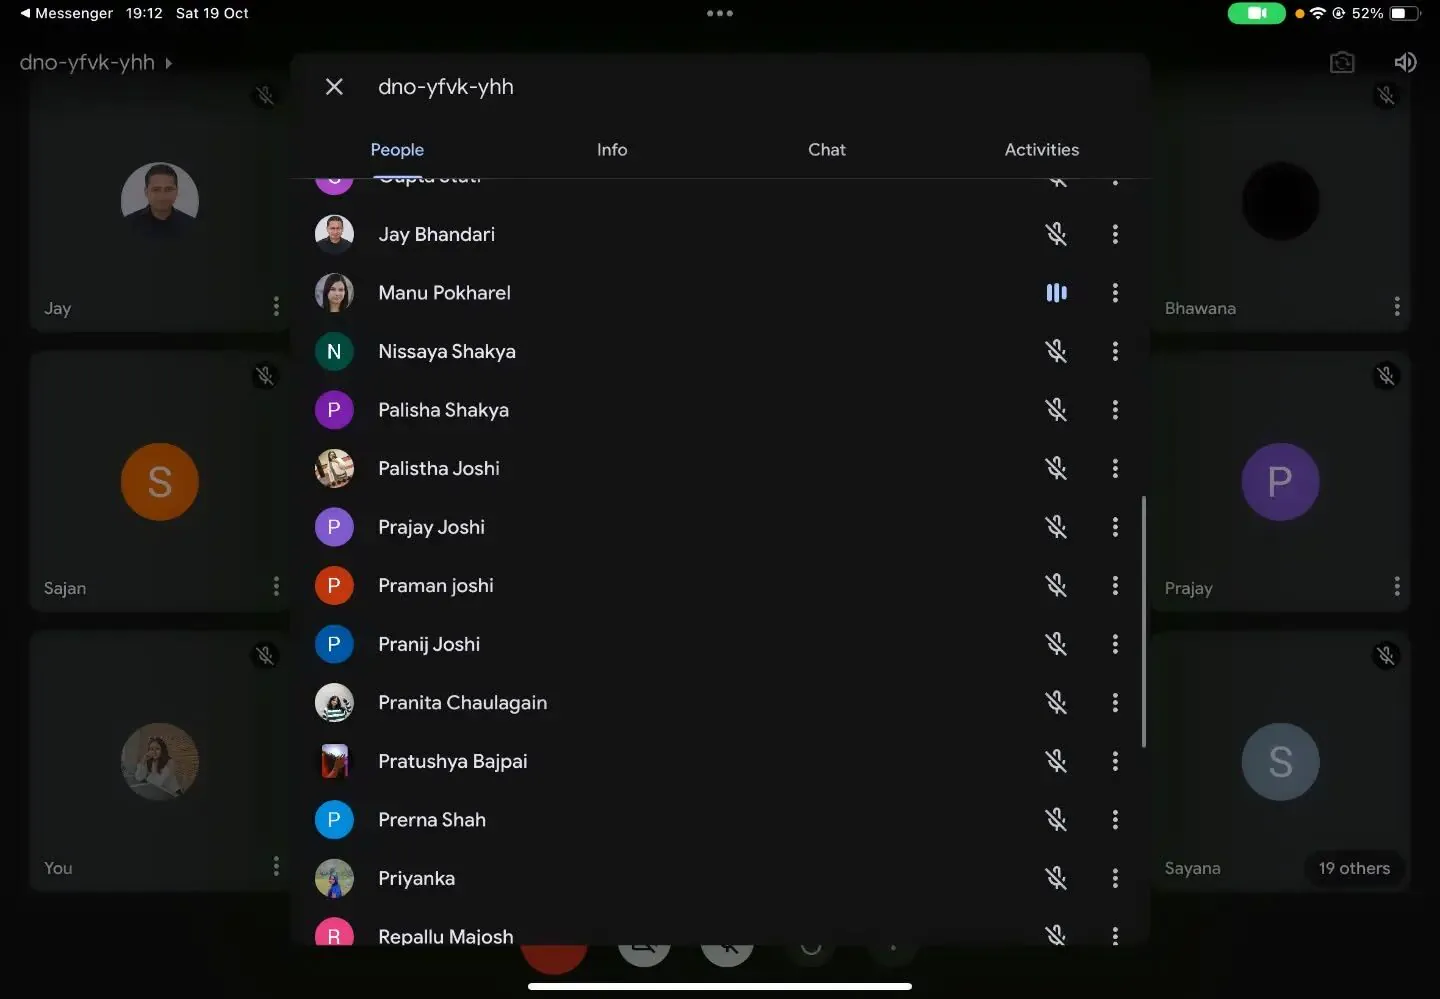 ◀ Messenger 19:12 Sat 19 Oct
52%
dno-yfvk-yhh
dno-yfvk-yhh
People Info Chat Activities
Jay Bhandari
Manu Pokharel
N Nissaya Shakya
P Palisha Shakya
Palistha Joshi
P Prajay Joshi
P Praman joshi
P Pranij Joshi
Pranita Chaulagain
Pratushya Bajpai
P Prerna Shah
Priyanka
R Repallu Majosh
Jay
Bhawana
S
Sajan
P
Prajay
You
S
Sayana
19 others